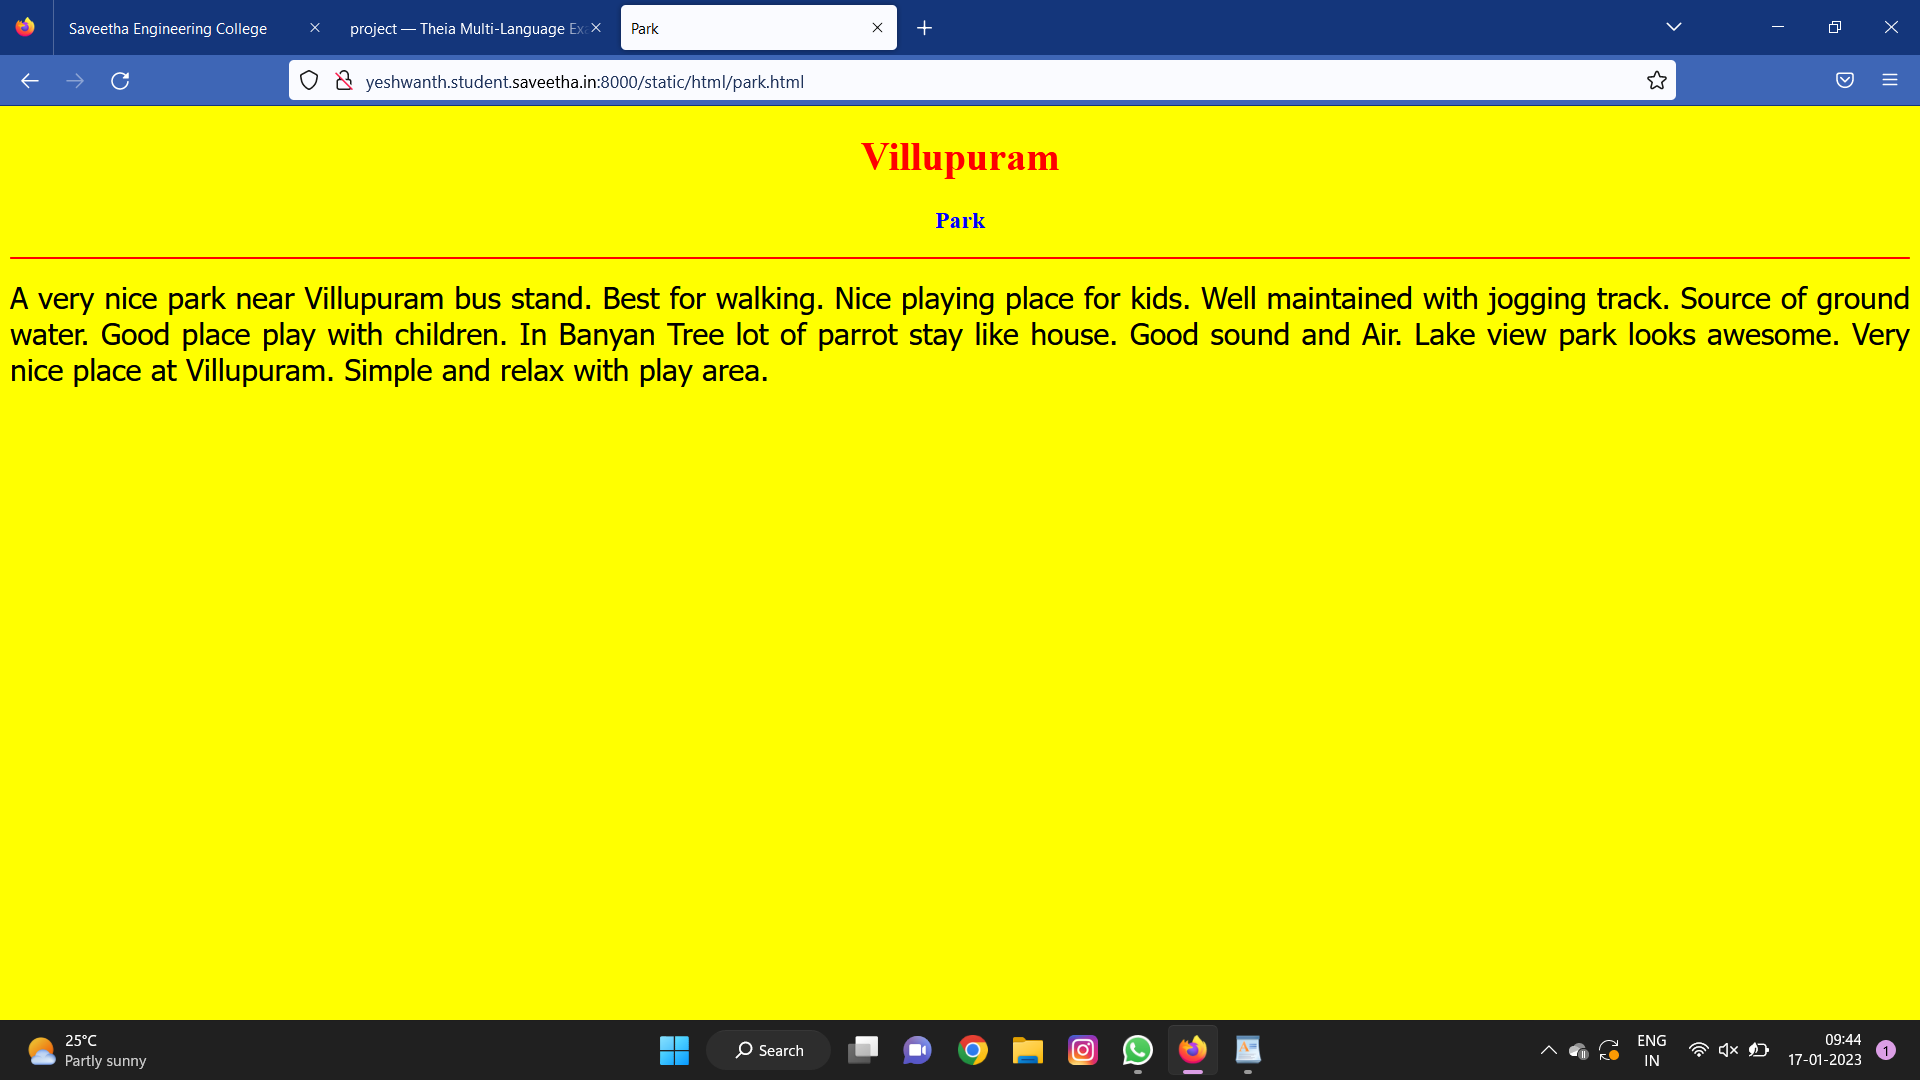 Saveetha Engineering College
project — Theia Multi-Language Ex
Park
yeshwanth.student.saveetha.in:8000/static/html/park.html
Villupuram
Park
A very nice park near Villupuram bus stand. Best for walking. Nice playing place for kids. Well maintained with jogging track. Source of ground
water. Good place play with children. In Banyan Tree lot of parrot stay like house. Good sound and Air. Lake view park looks awesome. Very
nice place at Villupuram. Simple and relax with play area.
25°C
Partly sunny
Search
ENG
IN
09:44
17-01-2023
1